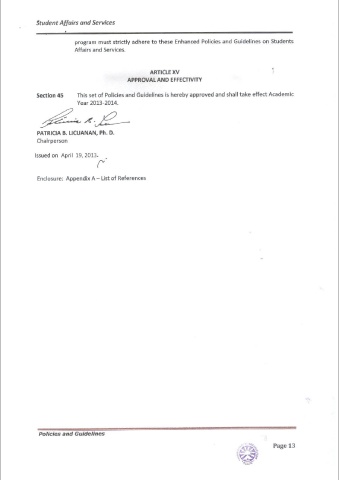 Student Affairs and Services
program must strictly adhere to these Enhanced Policies and Guidelines on Students
Affairs and Services.
ARTICLE XV
APPROVAL AND EFFECTIVITY
Section 45 This set of Policies and Guidelines is hereby approved and shall take effect Academic
Year 2013-2014.
PATRICIA B. LICUANAN, Ph. D.
Chairperson
Issued on April 19, 2013.
Enclosure: Appendix A – List of References
Policies and Guidelines
Page 13